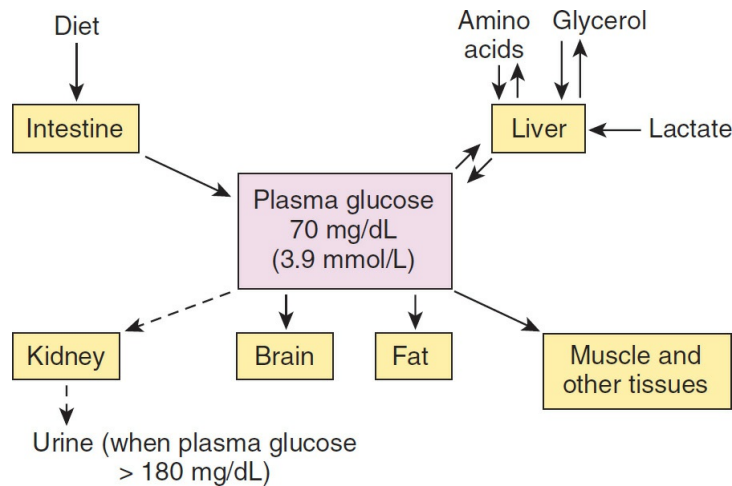 Diet
Amino
acids
Glycerol
Intestine
Liver
Lactate
Plasma glucose
70 mg/dL
(3.9 mmol/L)
Kidney
Brain
Fat
Muscle and
other tissues
Urine (when plasma glucose
> 180 mg/dL)